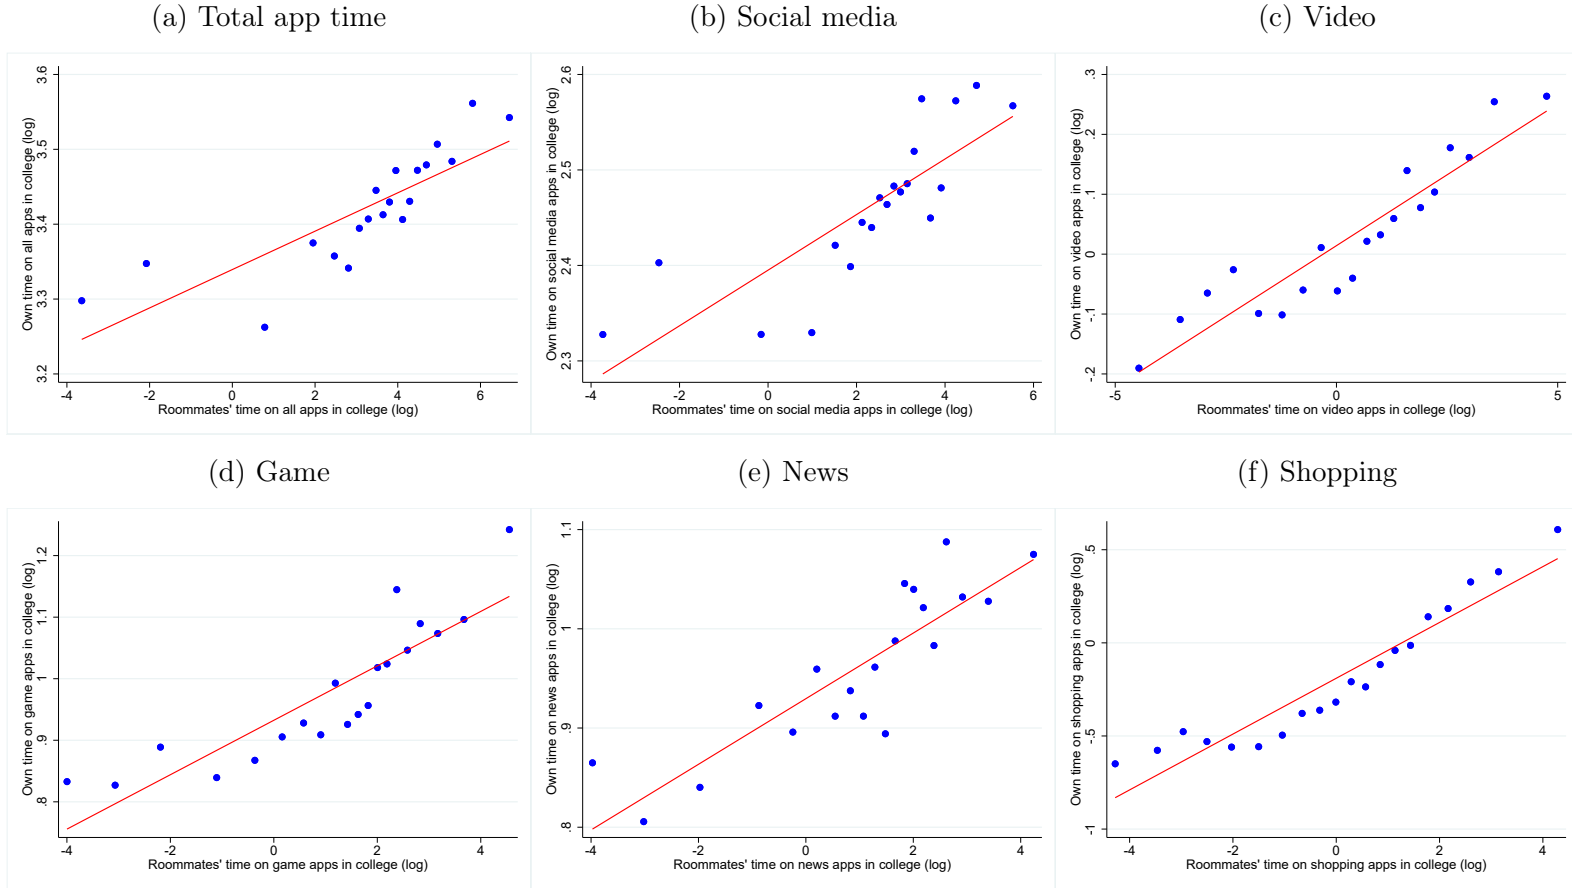 (a) Total app time
(b) Social media
(c) Video
Own time on all apps in college (log)
3.6
3.5
3.4
3.3
3.2
-4 -2 0 2 4 6
Roommates' time on all apps in college (log)
Own time on social media apps in college (log)
2.6
2.5
2.4
2.3
-4 -2 0 2 4 6
Roommates' time on social media apps in college (log)
Own time on video apps in college (log)
.3
.2
.1
0
-.1
-.2
-5 0 5
Roommates' time on video apps in college (log)
(d) Game
(e) News
(f) Shopping
Own time on game apps in college (log)
1.2
1.1
1
.9
.8
-4 -2 0 2 4
Roommates' time on game apps in college (log)
Own time on news apps in college (log)
1.1
1
.9
.8
-4 -2 0 2 4
Roommates' time on news apps in college (log)
Own time on shopping apps in college (log)
.5
0
-.5
-1
-4 -2 0 2 4
Roommates' time on shopping apps in college (log)